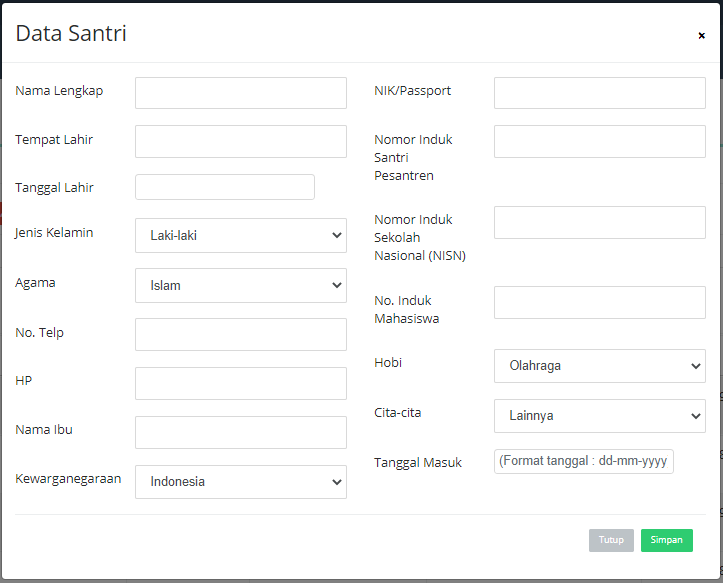 Data Santri
×
Nama Lengkap
Tempat Lahir
Tanggal Lahir
Jenis Kelamin
Laki-laki
Agama
Islam
No. Telp
HP
Nama Ibu
Kewarganegaraan
Indonesia
NIK/Passport
Nomor Induk
Santri
Pesantren
Nomor Induk
Sekolah
Nasional (NISN)
No. Induk
Mahasiswa
Hobi
Olahraga
Cita-cita
Lainnya
Tanggal Masuk
(Format tanggal : dd-mm-yyyy
Tutup
Simpan